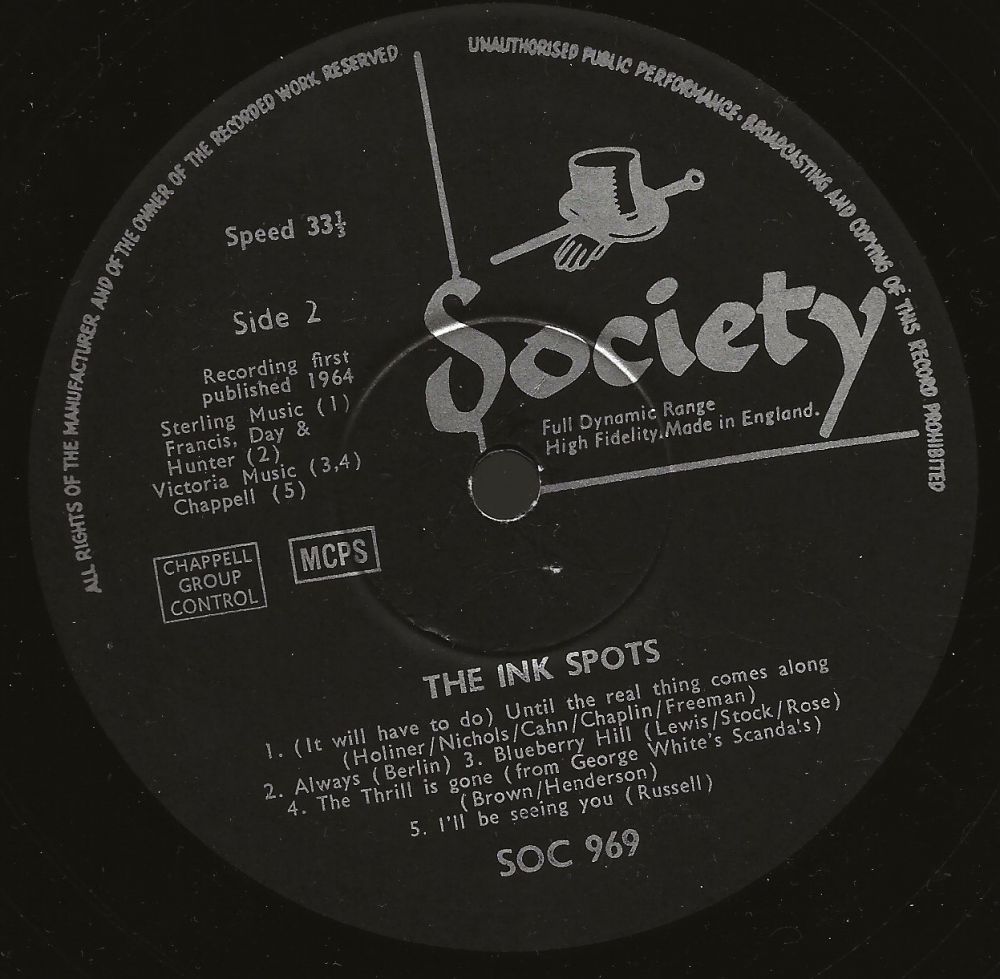 ALL RIGHTS OF THE MANUFACTURER AND OF THE OWNER OF THE RECORDED WORK RESERVED
UNAUTHORISED PUBLIC PERFORMANCE, BROADCASTING AND COPYING OF THIS RECORD PROHIBITED
Speed 33⅓
Society
Side 2
Full Dynamic Range
High Fidelity, Made in England.
Recording first
published 1964
Sterling Music (1)
Francis, Day &
Hunter (2)
Victoria Music (3,4)
Chappell (5)
CHAPPELL
GROUP
CONTROL
MCPS
THE INK SPOTS
1. (It will have to do) Until the real thing comes along
(Holiner/Nichols/Cahn/Chaplin/Freeman)
2. Always (Berlin) 3. Blueberry Hill (Lewis/Stock/Rose)
4. The Thrill is gone (from George White's Scandals)
(Brown/Henderson)
5. I'll be seeing you (Russell)
SOC 969